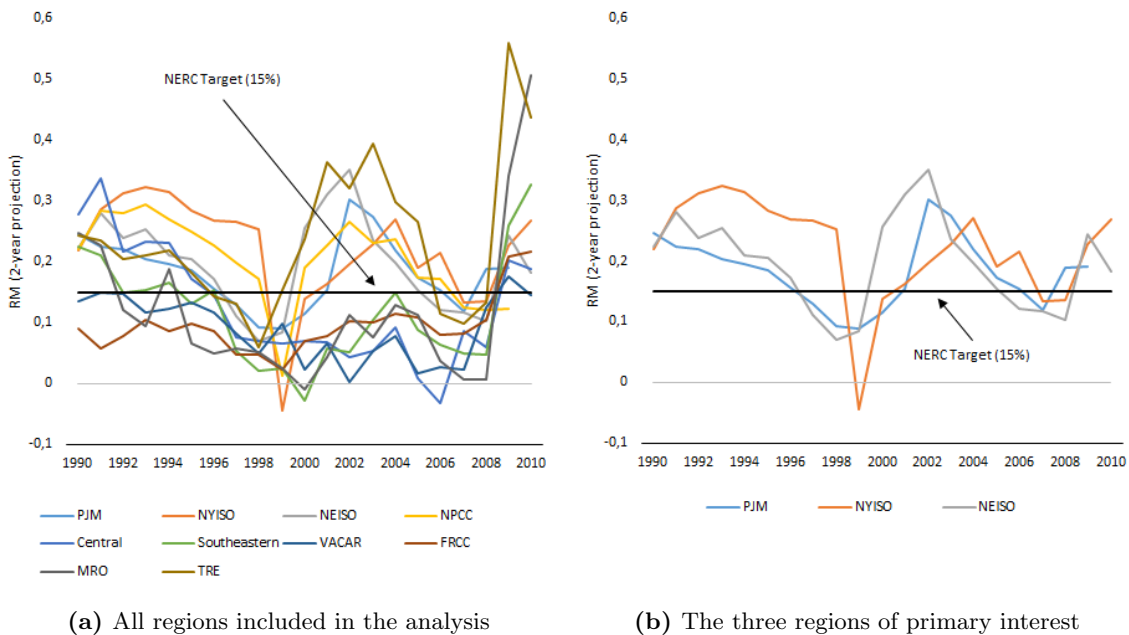 0,6
0,5
0,4
0,3
0,2
0,1
0
-0,1
RM (2-year projection)
NERC Target (15%)
1990 1992 1994 1996 1998 2000 2002 2004 2006 2008 2010
PJM NYISO NEISO NPCC
Central Southeastern VACAR FRCC
MRO TRE
(a) All regions included in the analysis
0,6
0,5
0,4
0,3
0,2
0,1
0
-0,1
RM (2-year projection)
NERC Target (15%)
1990 1992 1994 1996 1998 2000 2002 2004 2006 2008 2010
PJM NYISO NEISO
(b) The three regions of primary interest